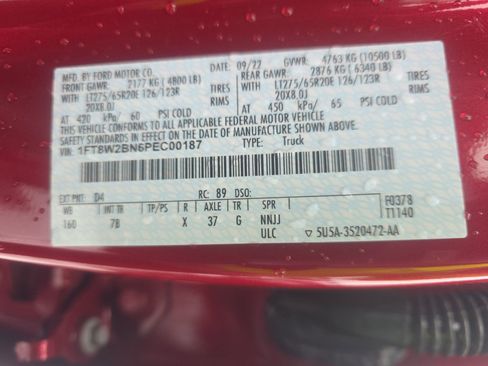 MFD. BY FORD MOTOR CO.
09/22 GVWR: 4763 KG (10500 LB)
FRONT GAWR: 2177 KG (4800 LB)
REAR GAWR: 2876 KG (6340 LB)
LT275/65R20E 126/123R TIRES
LT275/65R20E 126/123R TIRES
20X8.0J RIMS
20X8.0J RIMS
AT 420 kPa/ 60 PSI COLD
AT 450 kPa/ 65 PSI COLD
THIS VEHICLE CONFORMS TO ALL APPLICABLE FEDERAL MOTOR VEHICLE
SAFETY STANDARDS IN EFFECT ON THE DATE OF MANUFACTURE SHOWN ABOVE.
VIN: 1FT8W2BN6PEC00187
TYPE: Truck
EXT PNT: D4 RC: 89 DSO:
WB INT TR TP/PS R AXLE TR SPR
160 7B X 37 G NNJJ
ULC
F0378
T1140
▽ 5U5A-3520472-AA